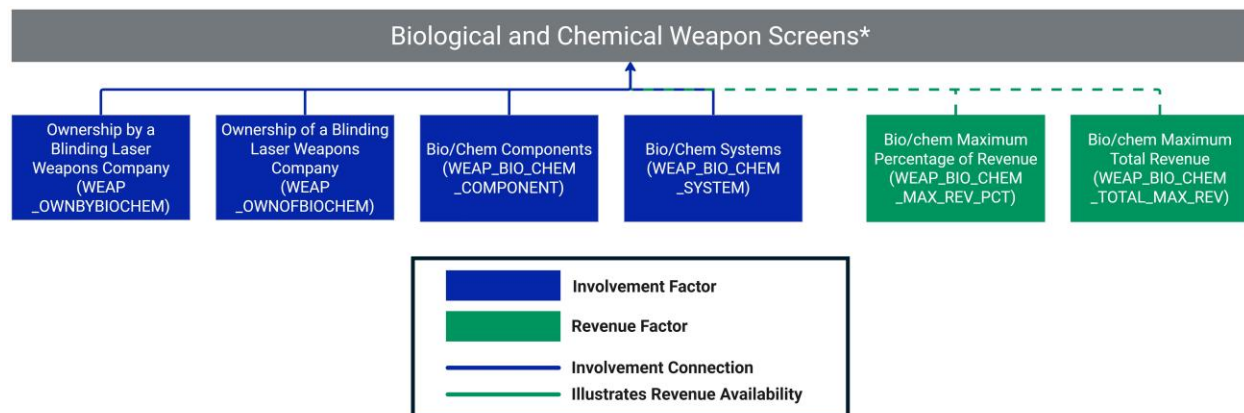 Biological and Chemical Weapon Screens*
Ownership by a
Blinding Laser
Weapons Company
(WEAP
_OWNBYBIOCHEM)
Ownership of a Blinding
Laser Weapons
Company
(WEAP
_OWNOFBIOCHEM)
Bio/Chem Components
(WEAP_BIO_CHEM
_COMPONENT)
Bio/Chem Systems
(WEAP_BIO_CHEM
_SYSTEM)
Bio/chem Maximum
Percentage of Revenue
(WEAP_BIO_CHEM
_MAX_REV_PCT)
Bio/chem Maximum
Total Revenue
(WEAP_BIO_CHEM
_TOTAL_MAX_REV)
Involvement Factor
Revenue Factor
Involvement Connection
Illustrates Revenue Availability